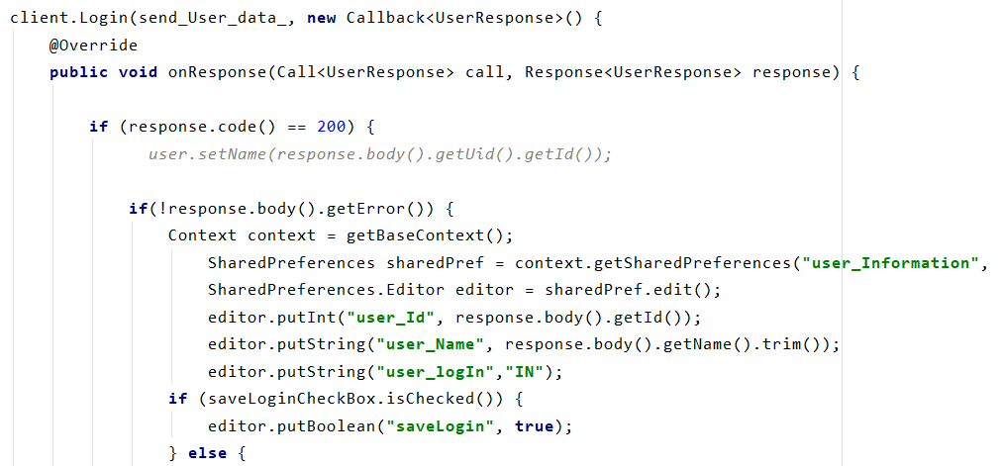 client.Login(send_User_data_, new Callback<UserResponse>() {
@Override
public void onResponse(Call<UserResponse> call, Response<UserResponse> response) {
if (response.code() == 200) {
user.setName(response.body().getUid().getId());
if(!response.body().getError()) {
Context context = getBaseContext();
SharedPreferences sharedPref = context.getSharedPreferences("user_Information",
SharedPreferences.Editor editor = sharedPref.edit();
editor.putInt("user_Id", response.body().getId());
editor.putString("user_Name", response.body().getName().trim());
editor.putString("user_logIn","IN");
if (saveLoginCheckBox.isChecked()) {
editor.putBoolean("saveLogin", true);
} else {